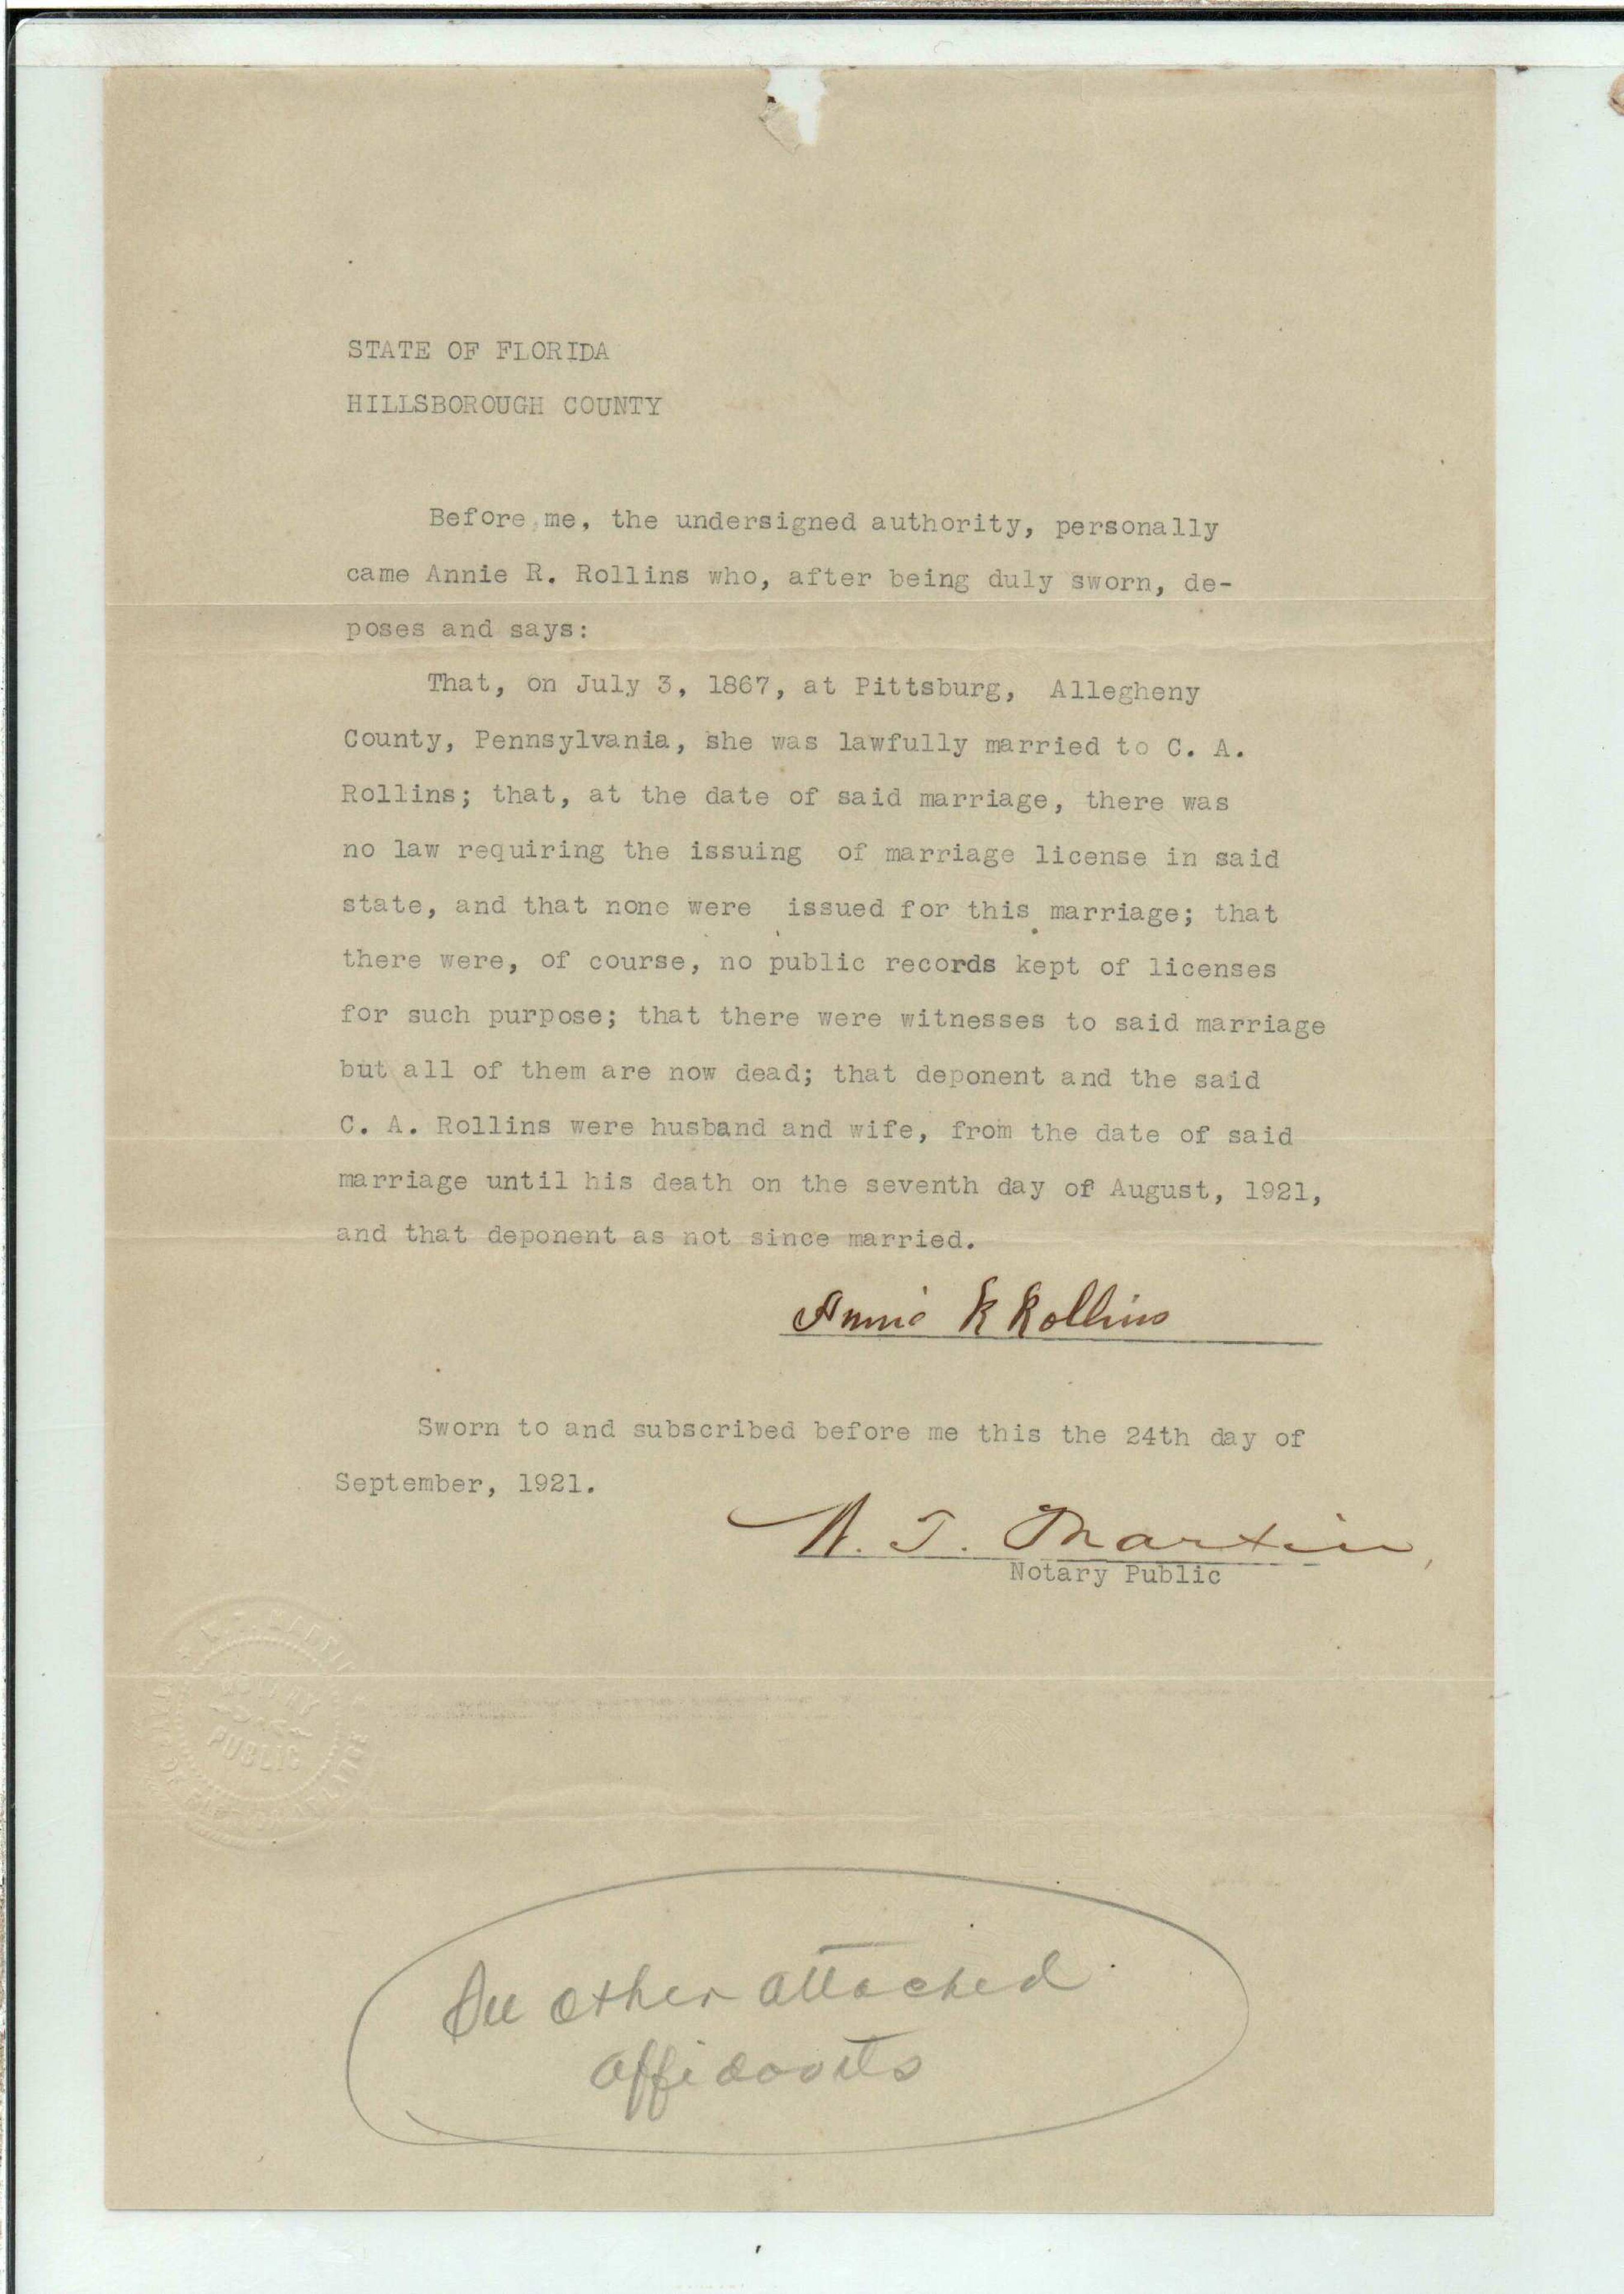 STATE OF FLORIDA
HILLSBOROUGH COUNTY
Before me, the undersigned authority, personally
came Annie R. Rollins who, after being duly sworn, de-
poses and says:
That, on July 3, 1867, at Pittsburg, Allegheny
County, Pennsylvania, she was lawfully married to C. A.
Rollins; that, at the date of said marriage, there was
no law requiring the issuing of marriage license in said
state, and that none were issued for this marriage; that
there were, of course, no public records kept of licenses
for such purpose; that there were witnesses to said marriage
but all of them are now dead; that deponent and the said
C. A. Rollins were husband and wife, from the date of said
marriage until his death on the seventh day of August, 1921,
and that deponent as not since married.
Annie R Rollins
Sworn to and subscribed before me this the 24th day of
September, 1921.
T. Martin
Notary Public
NOTARY
PUBLIC
See other attached
affidavits